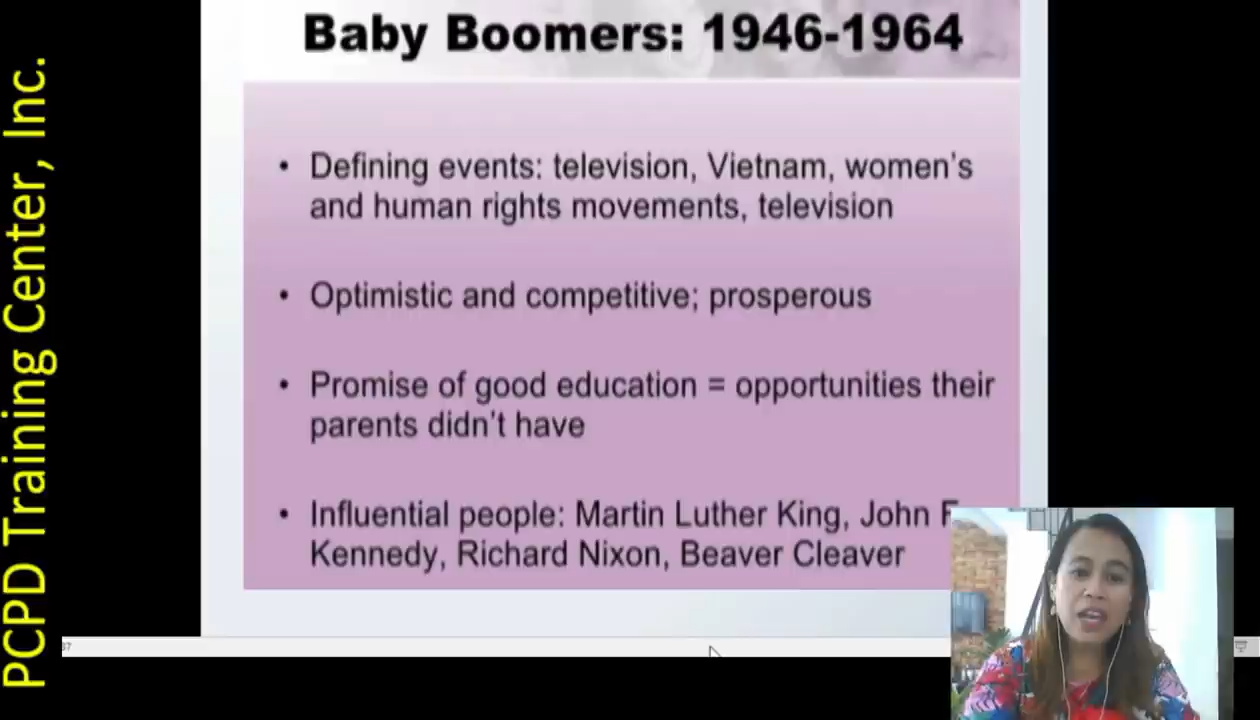 PCPD Training Center, Inc.
Baby Boomers: 1946-1964
• Defining events: television, Vietnam, women's
and human rights movements, television
• Optimistic and competitive; prosperous
• Promise of good education = opportunities their
parents didn't have
• Influential people: Martin Luther King, John F
Kennedy, Richard Nixon, Beaver Cleaver